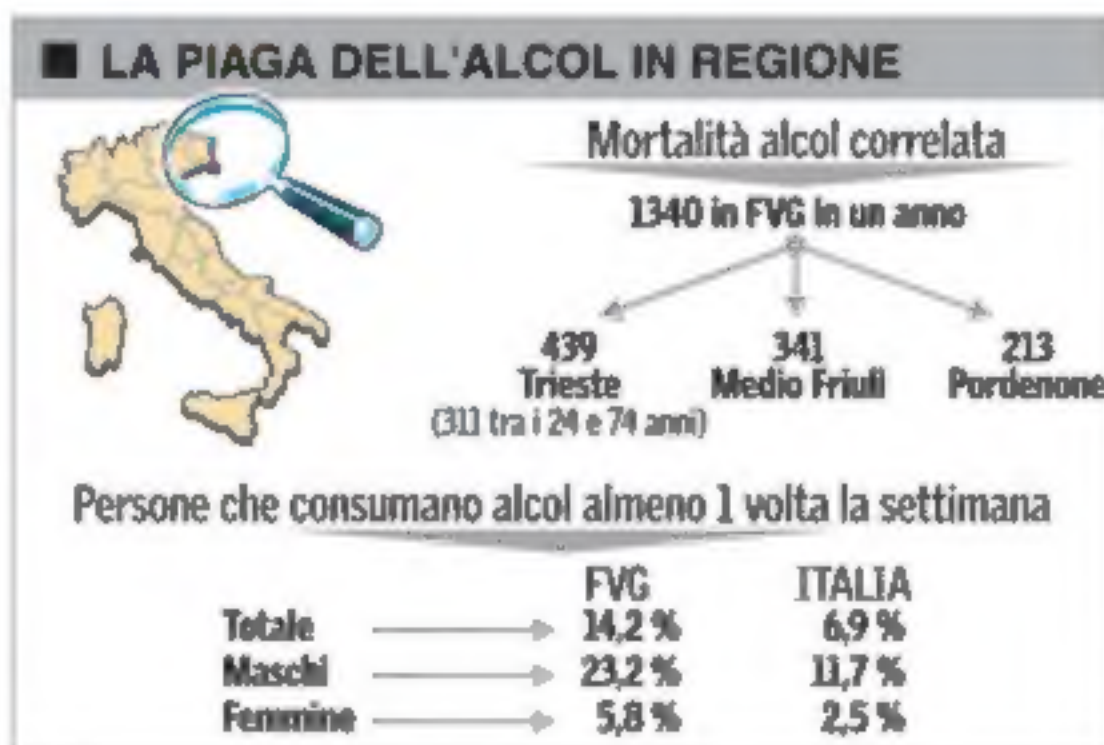 LA PIAGA DELL'ALCOL IN REGIONE
Mortalità alcol correlata
1340 in FVG in un anno
439 341 213
Trieste Medio Friuli Pordenone
(311 tra i 24 e 74 anni)
Persone che consumano alcol almeno 1 volta la settimana
FVG ITALIA
Totale 14,2 % 6,9 %
Maschi 23,2 % 11,7 %
Femmine 5,8 % 2,5 %